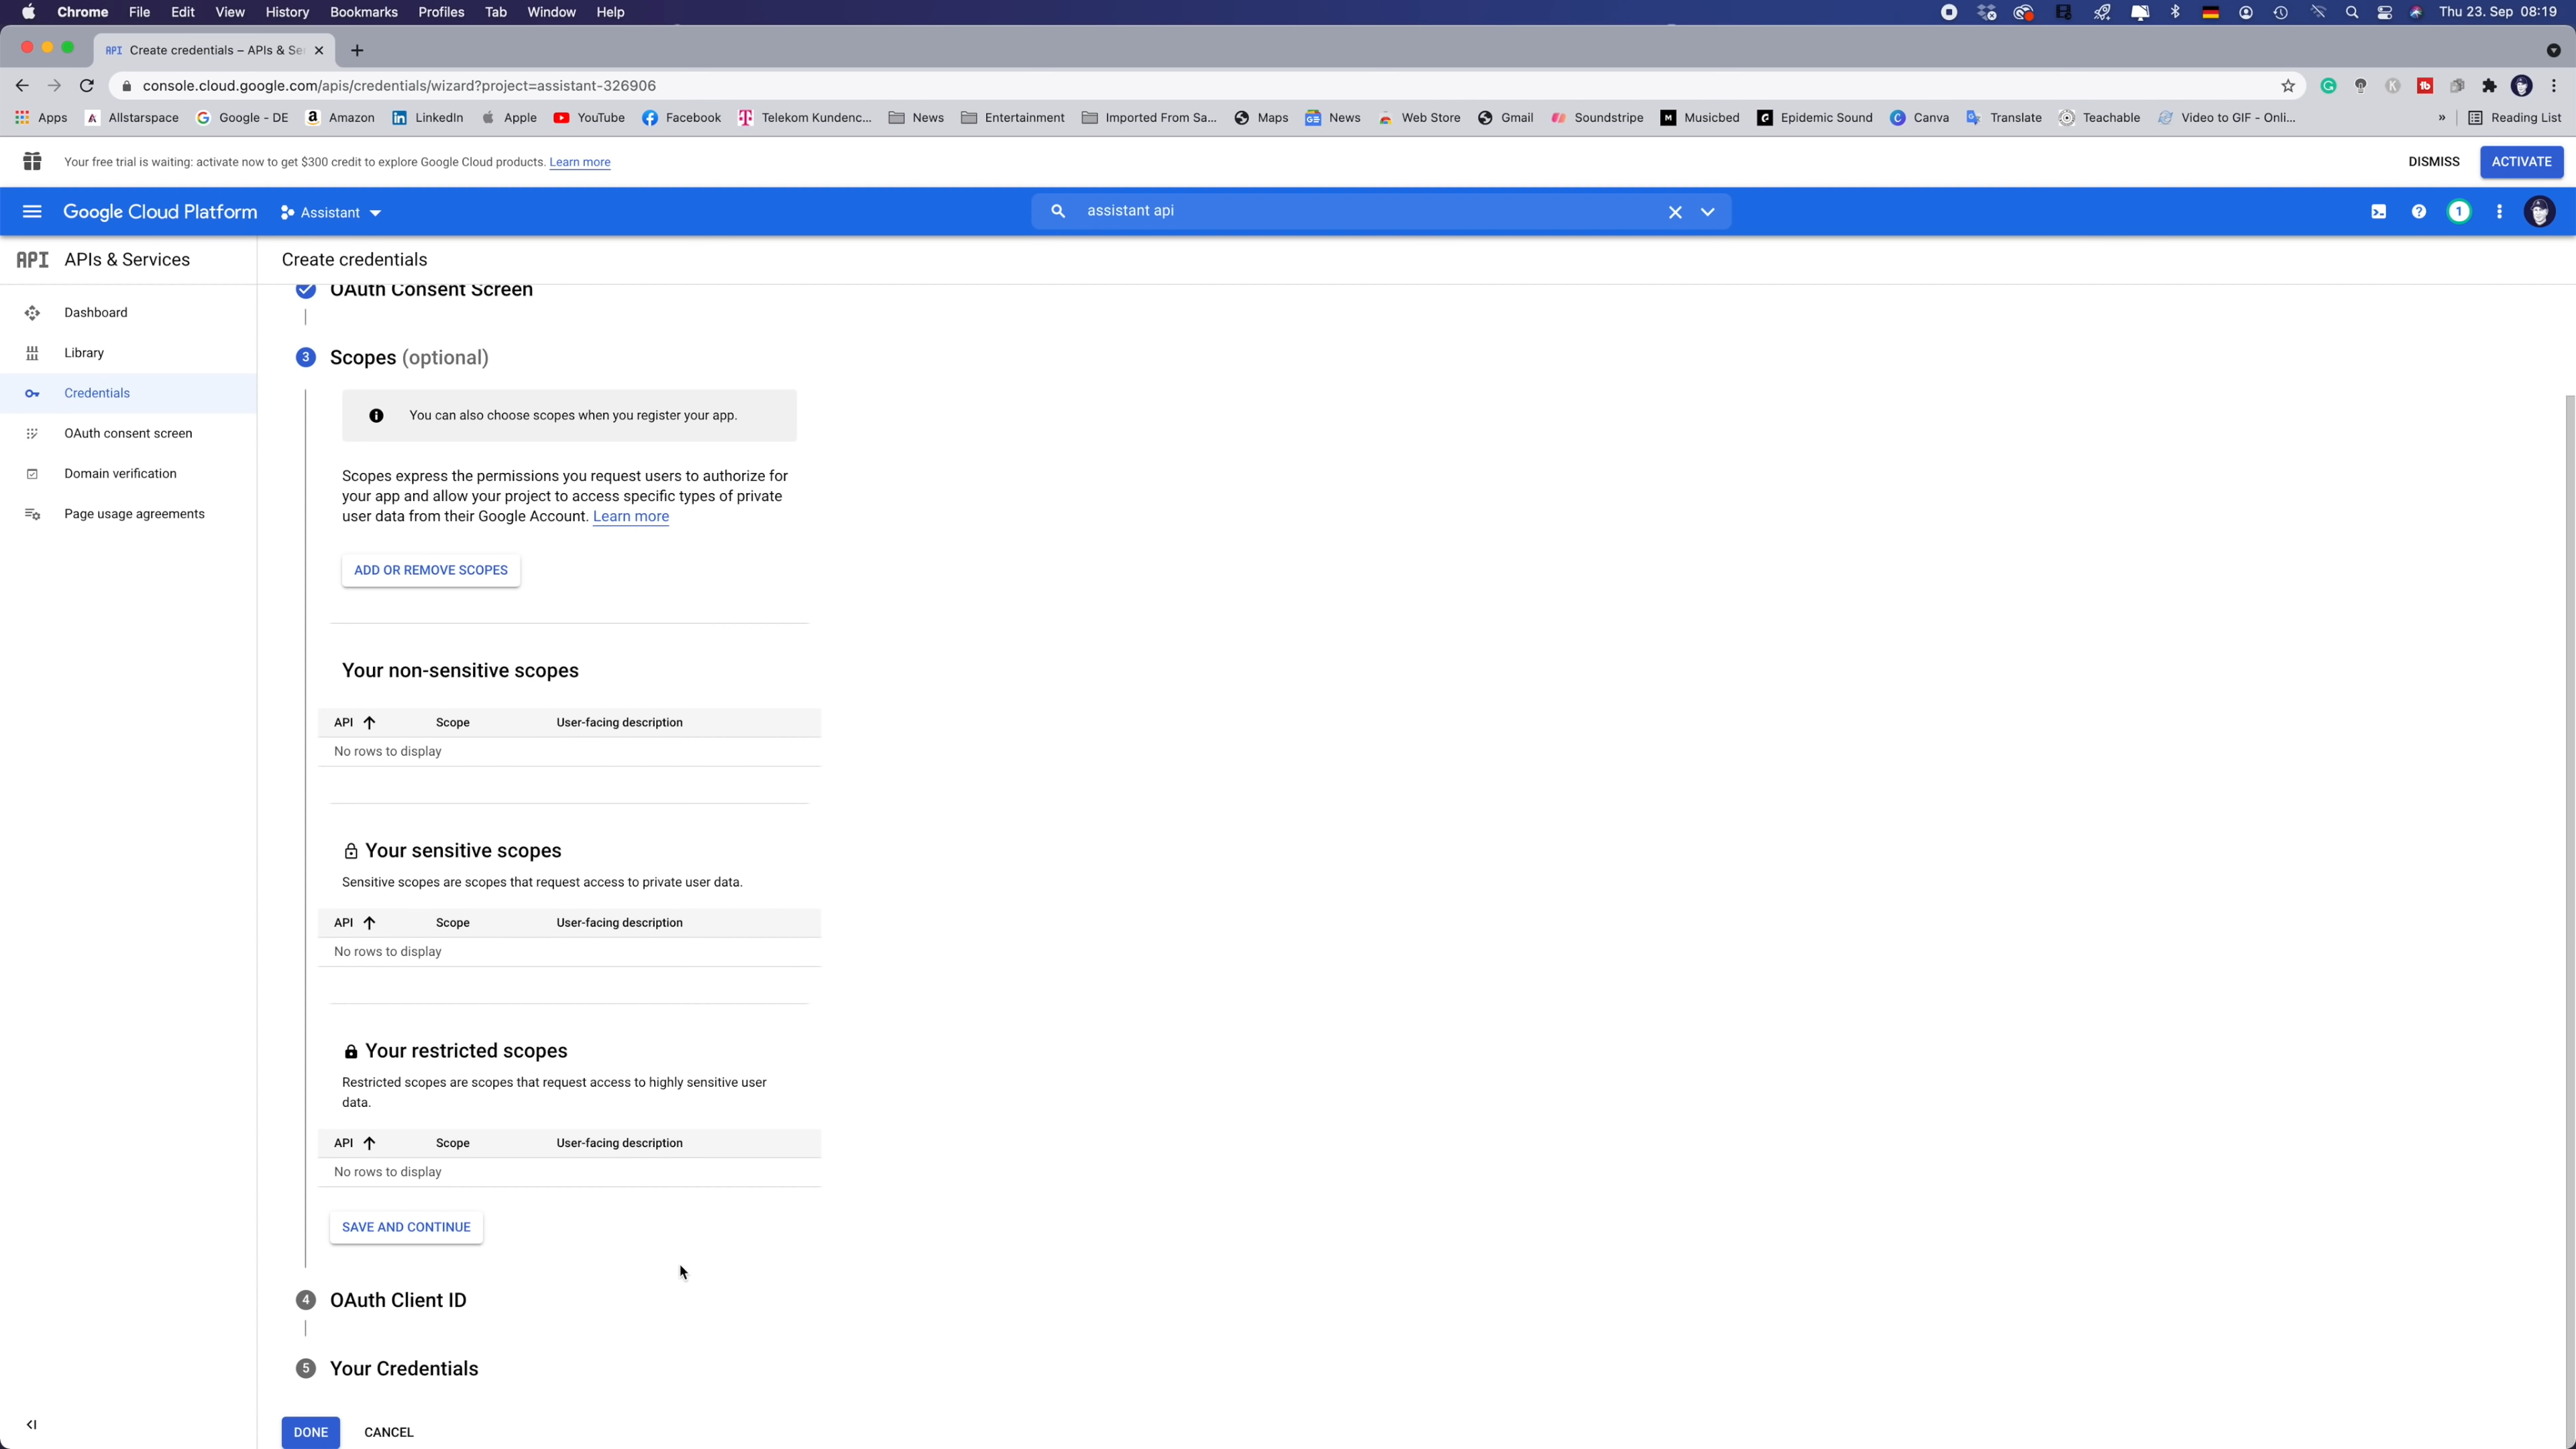 Chrome File Edit View History Bookmarks Profiles Tab Window Help Thu 23. Sep 08:19
API Create credentials – APIs & Se
console.cloud.google.com/apis/credentials/wizard?project=assistant-326906
Apps Allstarspace Google - DE Amazon LinkedIn Apple YouTube Facebook Telekom Kundenc... News Entertainment Imported From Sa... Maps News Web Store Gmail Soundstripe Musicbed Epidemic Sound Canva Translate Teachable Video to GIF - Onli... » Reading List
Your free trial is waiting: activate now to get $300 credit to explore Google Cloud products. Learn more DISMISS ACTIVATE
Google Cloud Platform Assistant assistant api 1
API APIs & Services Create credentials
Dashboard
Library
Credentials
OAuth consent screen
Domain verification
Page usage agreements
OAuth Consent Screen
3 Scopes (optional)
You can also choose scopes when you register your app.
Scopes express the permissions you request users to authorize for
your app and allow your project to access specific types of private
user data from their Google Account. Learn more
ADD OR REMOVE SCOPES
Your non-sensitive scopes
API Scope User-facing description
No rows to display
Your sensitive scopes
Sensitive scopes are scopes that request access to private user data.
API Scope User-facing description
No rows to display
Your restricted scopes
Restricted scopes are scopes that request access to highly sensitive user
data.
API Scope User-facing description
No rows to display
SAVE AND CONTINUE
4 OAuth Client ID
5 Your Credentials
DONE CANCEL